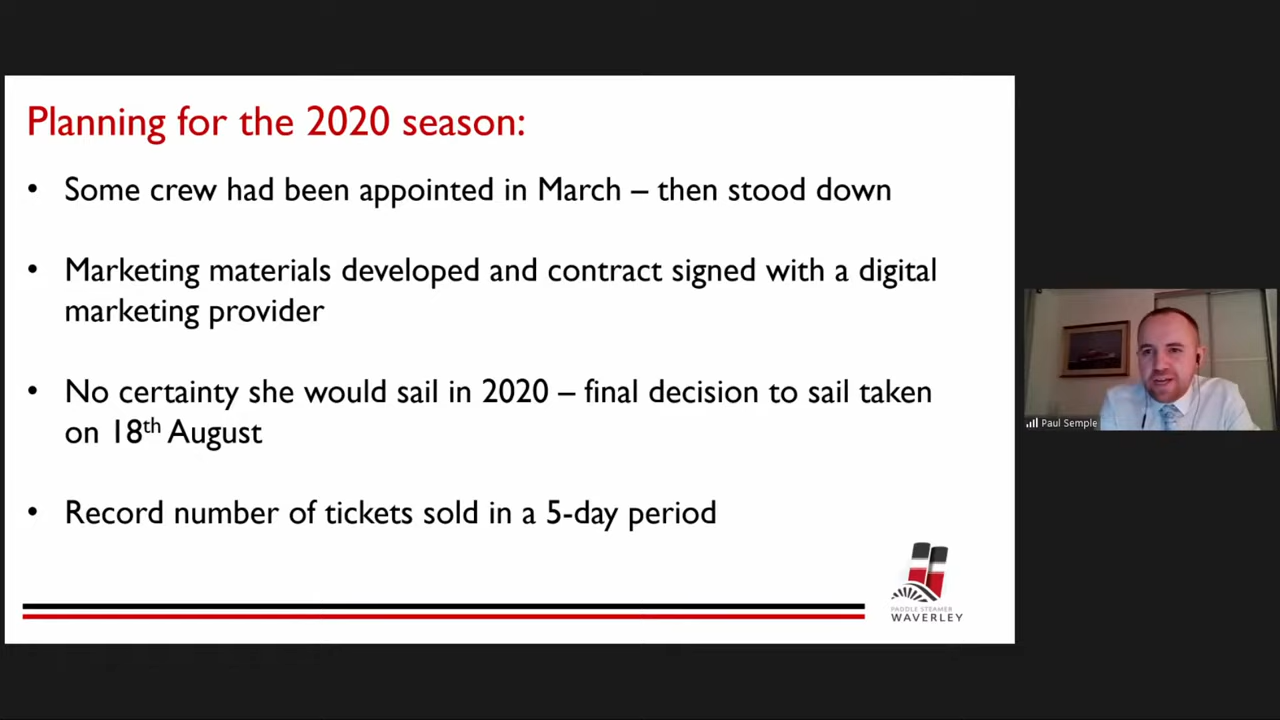 Planning for the 2020 season:
• Some crew had been appointed in March – then stood down
• Marketing materials developed and contract signed with a digital
marketing provider
• No certainty she would sail in 2020 – final decision to sail taken
on 18th August
• Record number of tickets sold in a 5-day period
PADDLE STEAMER
WAVERLEY
Paul Semple